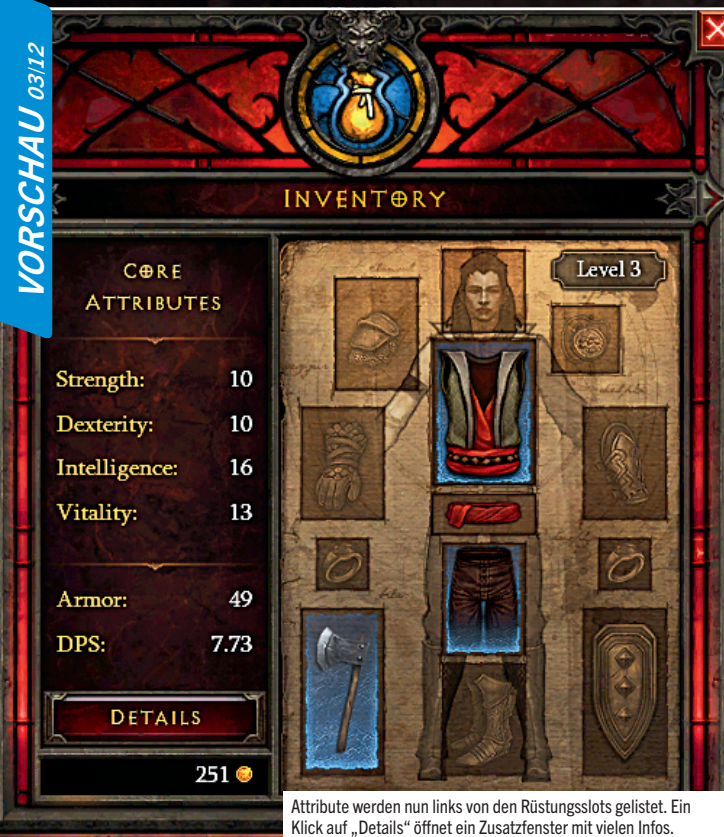 VORSCHAU 03/12
INVENTORY
CORE
ATTRIBUTES
Level 3
Strength: 10
Dexterity: 10
Intelligence: 16
Vitality: 13
Armor: 49
DPS: 7.73
DETAILS
251
Attribute werden nun links von den Rüstungsslots gelistet. Ein
Klick auf „Details“ öffnet ein Zusatzfenster mit vielen Infos.